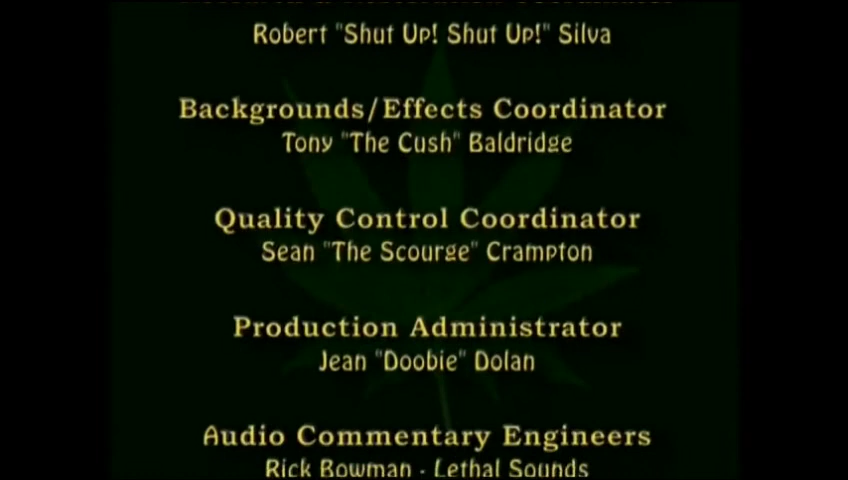 Robert "Shut Up! Shut Up!" Silva
Backgrounds/Effects Coordinator
Tony "The Cush" Baldridge
Quality Control Coordinator
Sean "The Scourge" Crampton
Production Administrator
Jean "Doobie" Dolan
Audio Commentary Engineers
Rick Bowman - Lethal Sounds